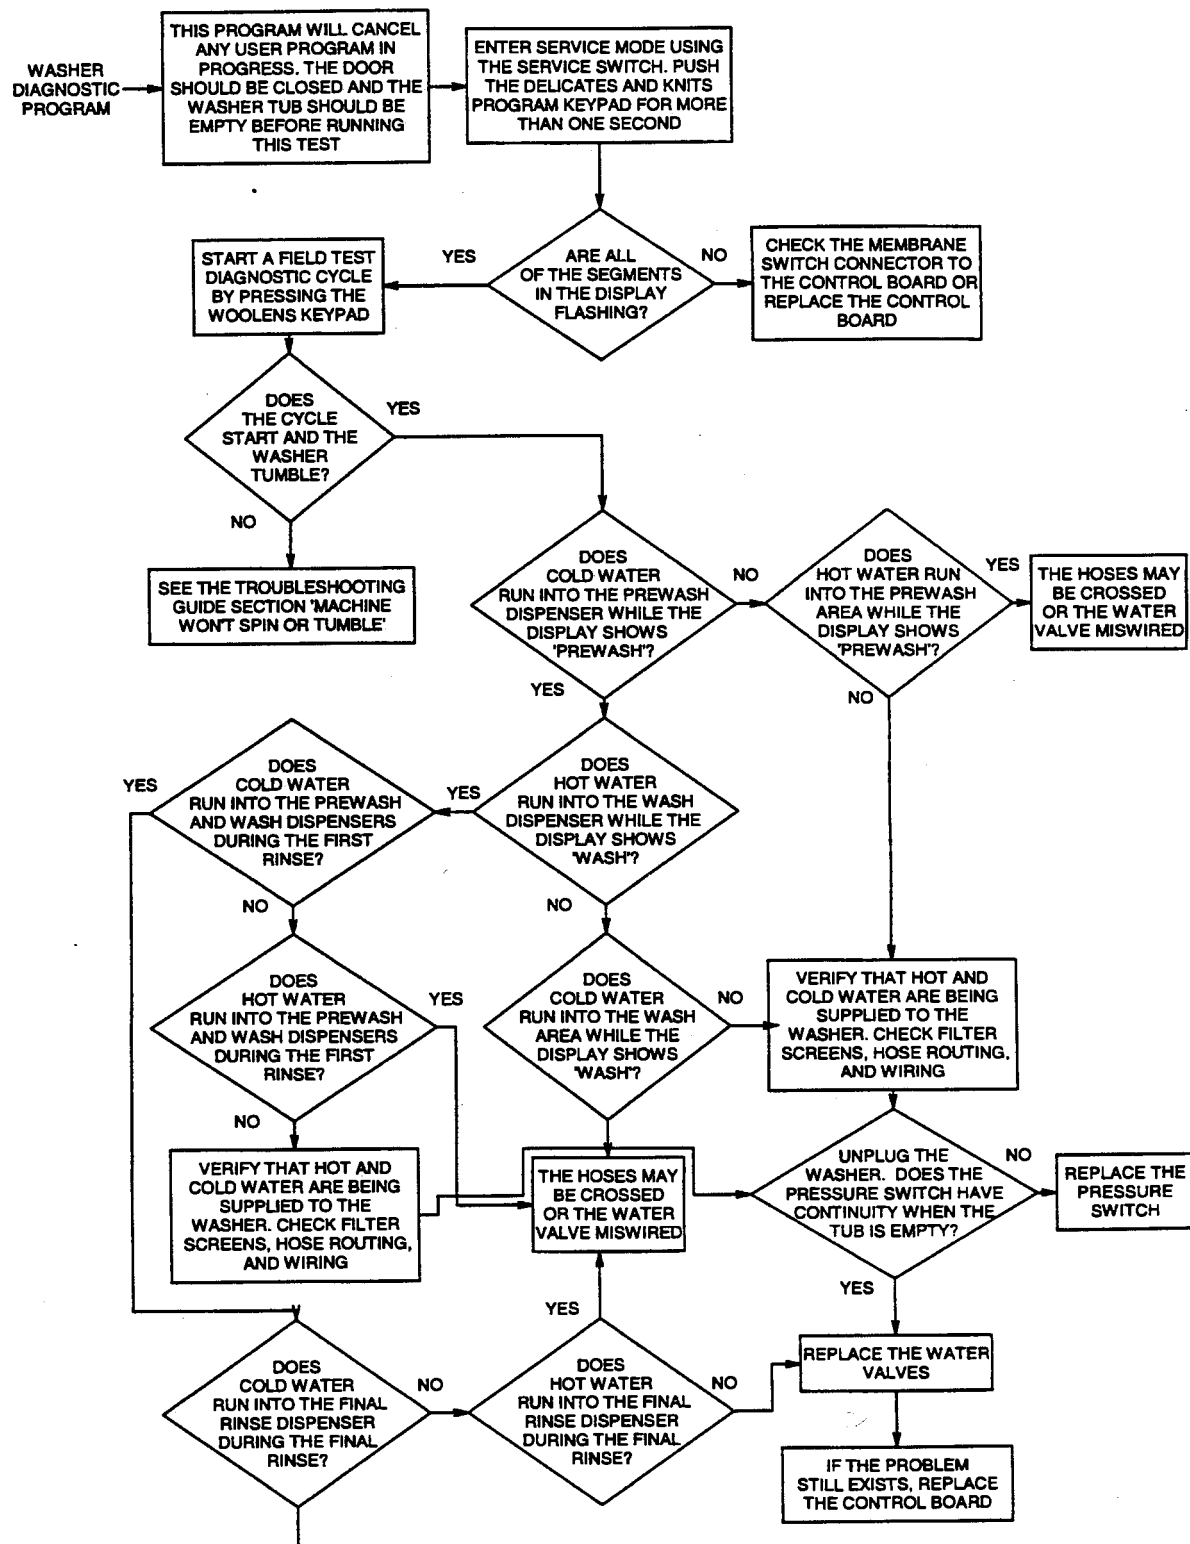 WASHER
DIAGNOSTIC
PROGRAM
THIS PROGRAM WILL CANCEL
ANY USER PROGRAM IN
PROGRESS. THE DOOR
SHOULD BE CLOSED AND THE
WASHER TUB SHOULD BE
EMPTY BEFORE RUNNING
THIS TEST
ENTER SERVICE MODE USING
THE SERVICE SWITCH. PUSH
THE DELICATES AND KNITS
PROGRAM KEYPAD FOR MORE
THAN ONE SECOND
ARE ALL
OF THE SEGMENTS
IN THE DISPLAY
FLASHING?
YES
NO
START A FIELD TEST
DIAGNOSTIC CYCLE
BY PRESSING THE
WOOLENS KEYPAD
CHECK THE MEMBRANE
SWITCH CONNECTOR TO
THE CONTROL BOARD OR
REPLACE THE CONTROL
BOARD
DOES
THE CYCLE
START AND THE
WASHER
TUMBLE?
YES
NO
SEE THE TROUBLESHOOTING
GUIDE SECTION 'MACHINE
WON'T SPIN OR TUMBLE'
DOES
COLD WATER
RUN INTO THE PREWASH
DISPENSER WHILE THE
DISPLAY SHOWS
'PREWASH'?
NO
YES
DOES
HOT WATER RUN
INTO THE PREWASH
AREA WHILE THE
DISPLAY SHOWS
'PREWASH'?
YES
NO
THE HOSES MAY
BE CROSSED
OR THE WATER
VALVE MISWIRED
DOES
HOT WATER
RUN INTO THE WASH
DISPENSER WHILE THE
DISPLAY SHOWS
'WASH'?
YES
NO
DOES
COLD WATER
RUN INTO THE PREWASH
AND WASH DISPENSERS
DURING THE FIRST
RINSE?
YES
NO
DOES
HOT WATER
RUN INTO THE PREWASH
AND WASH DISPENSERS
DURING THE FIRST
RINSE?
YES
NO
DOES
COLD WATER
RUN INTO THE WASH
AREA WHILE THE
DISPLAY SHOWS
'WASH'?
NO
VERIFY THAT HOT AND
COLD WATER ARE BEING
SUPPLIED TO THE
WASHER. CHECK FILTER
SCREENS, HOSE ROUTING,
AND WIRING
VERIFY THAT HOT AND
COLD WATER ARE BEING
SUPPLIED TO THE
WASHER. CHECK FILTER
SCREENS, HOSE ROUTING,
AND WIRING
THE HOSES MAY
BE CROSSED
OR THE WATER
VALVE MISWIRED
UNPLUG THE
WASHER. DOES THE
PRESSURE SWITCH HAVE
CONTINUITY WHEN THE
TUB IS EMPTY?
NO
YES
REPLACE THE
PRESSURE
SWITCH
DOES
COLD WATER
RUN INTO THE FINAL
RINSE DISPENSER
DURING THE FINAL
RINSE?
NO
DOES
HOT WATER
RUN INTO THE FINAL
RINSE DISPENSER
DURING THE FINAL
RINSE?
YES
NO
REPLACE THE WATER
VALVES
IF THE PROBLEM
STILL EXISTS, REPLACE
THE CONTROL BOARD